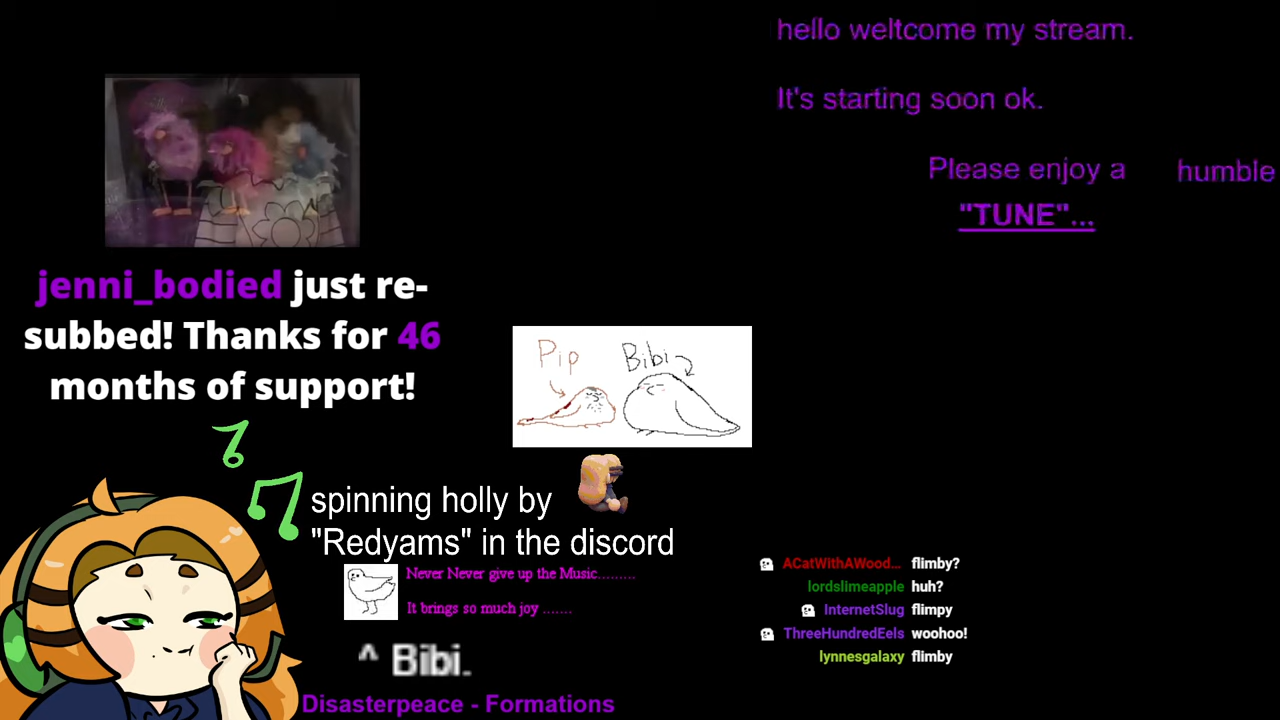 hello weltcome my stream.
It's starting soon ok.
Please enjoy a humble
"TUNE"...
jenni_bodied just re-
subbed! Thanks for 46
months of support!
Pip
Bibi
spinning holly by
"Redyams" in the discord
Never Never give up the Music.........
It brings so much joy .......
^ Bibi.
Disasterpeace - Formations
ACatWithAWood... flimby?
lordslimeapple huh?
InternetSlug flimpy
ThreeHundredEels woohoo!
lynnesgalaxy flimby